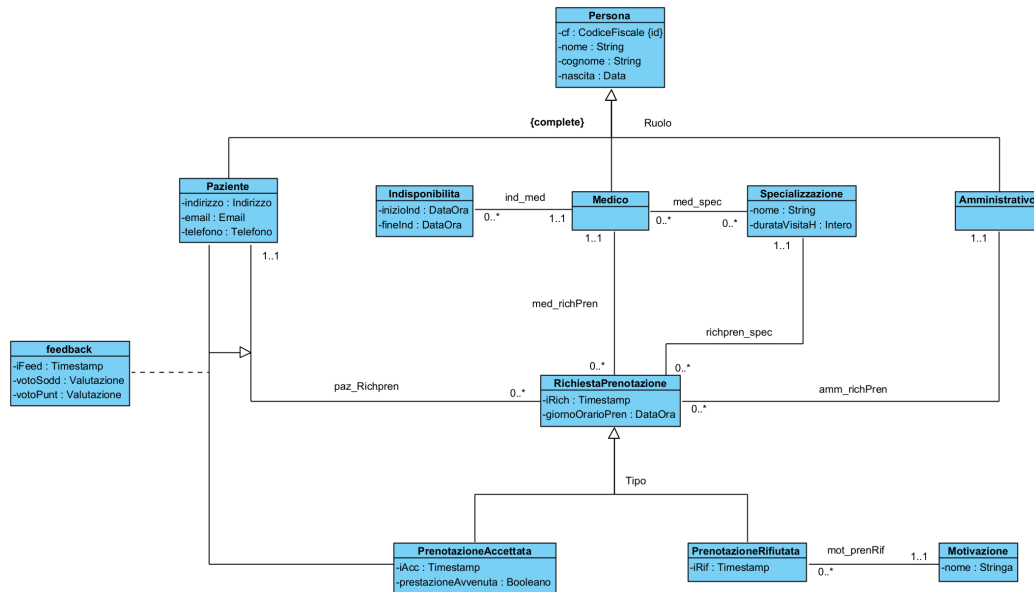 Persona
-cf : CodiceFiscale {id}
-nome : String
-cognome : String
-nascita : Data
{complete}
Ruolo
Paziente
-indirizzo : Indirizzo
-email : Email
-telefono : Telefono
1..1
Indisponibilita
-inizioInd : DataOra
-fineInd : DataOra
ind_med
0..*
1..1
Medico
1..1
med_spec
0..*
0..*
Specializzazione
-nome : String
-durataVisitaH : Intero
1..1
Amministrativo
1..1
med_richPren
richpren_spec
feedback
-iFeed : Timestamp
-votoSodd : Valutazione
-votoPunt : Valutazione
paz_Richpren
0..*
0..*
0..*
RichiestaPrenotazione
-iRich : Timestamp
-giornoOrarioPren : DataOra
amm_richPren
0..*
Tipo
PrenotazioneAccettata
-iAcc : Timestamp
-prestazioneAvvenuta : Booleano
PrenotazioneRifiutata
-iRif : Timestamp
mot_prenRif
0..*
1..1
Motivazione
-nome : Stringa